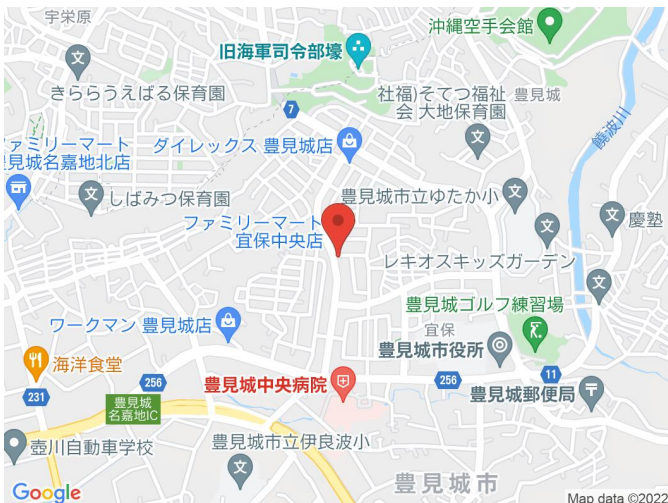 宇栄原
沖縄空手会館
旧海軍司令部壕
文
きららうえばる保育園
社福)そてつ福祉
会 大地保育園
豊見城
7
饒波川
ファミリーマート
豊見城名嘉地北店
ダイレックス 豊見城店
文
文
しばみつ保育園
豊見城市立ゆたか小
文
ファミリーマート
宜保中央店
文
文
慶塾
レキオスキッズガーデン
文
豊見城ゴルフ練習場
ワークマン 豊見城店
宜保
豊見城市役所
海洋食堂
256
豊見城中央病院
256
11
231
豊見城
名嘉地IC
豊見城郵便局
壺川自動車学校
豊見城市立伊良波小
文
豊見城市
Google
Map data ©2022